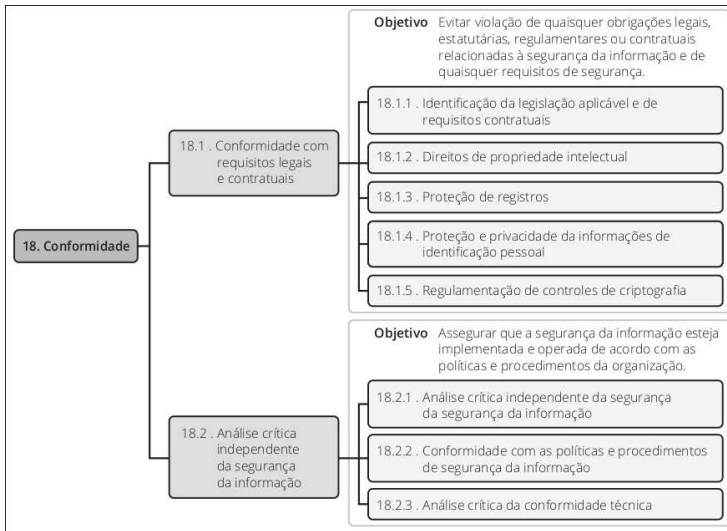 Objetivo Evitar violação de quaisquer obrigações legais,
estatutárias, regulamentares ou contratuais
relacionadas à segurança da informação e de
quaisquer requisitos de segurança.
18.1 . Conformidade com
requisitos legais
e contratuais
18.1.1 . Identificação da legislação aplicável e de
requisitos contratuais
18.1.2 . Direitos de propriedade intelectual
18.1.3 . Proteção de registros
18.1.4 . Proteção e privacidade da informações de
identificação pessoal
18.1.5 . Regulamentação de controles de criptografia
18. Conformidade
Objetivo Assegurar que a segurança da informação esteja
implementada e operada de acordo com as
políticas e procedimentos da organização.
18.2 . Análise crítica
independente
da segurança
da informação
18.2.1 . Análise crítica independente da segurança
da segurança da informação
18.2.2 . Conformidade com as políticas e procedimentos
de segurança da informação
18.2.3 . Análise crítica da conformidade técnica